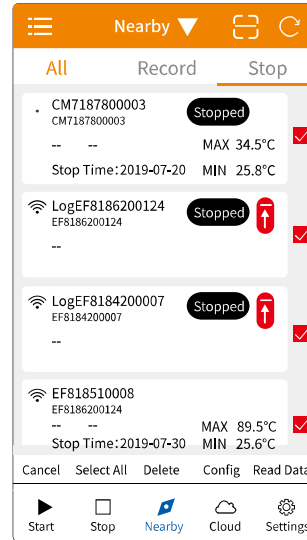 Nearby
All Record Stop
CM7187800003 Stopped
CM7187800003
-- -- MAX 34.5°C
Stop Time:2019-07-20 MIN 25.8°C
LogEF8186200124 Stopped
EF8186200124
--
LogEF8184200007 Stopped
EF8184200007
--
EF818510008
EF8186200124
-- -- MAX 89.5°C
Stop Time:2019-07-30 MIN 25.6°C
Cancel Select All Delete Config Read Data
Start Stop Nearby Cloud Settings